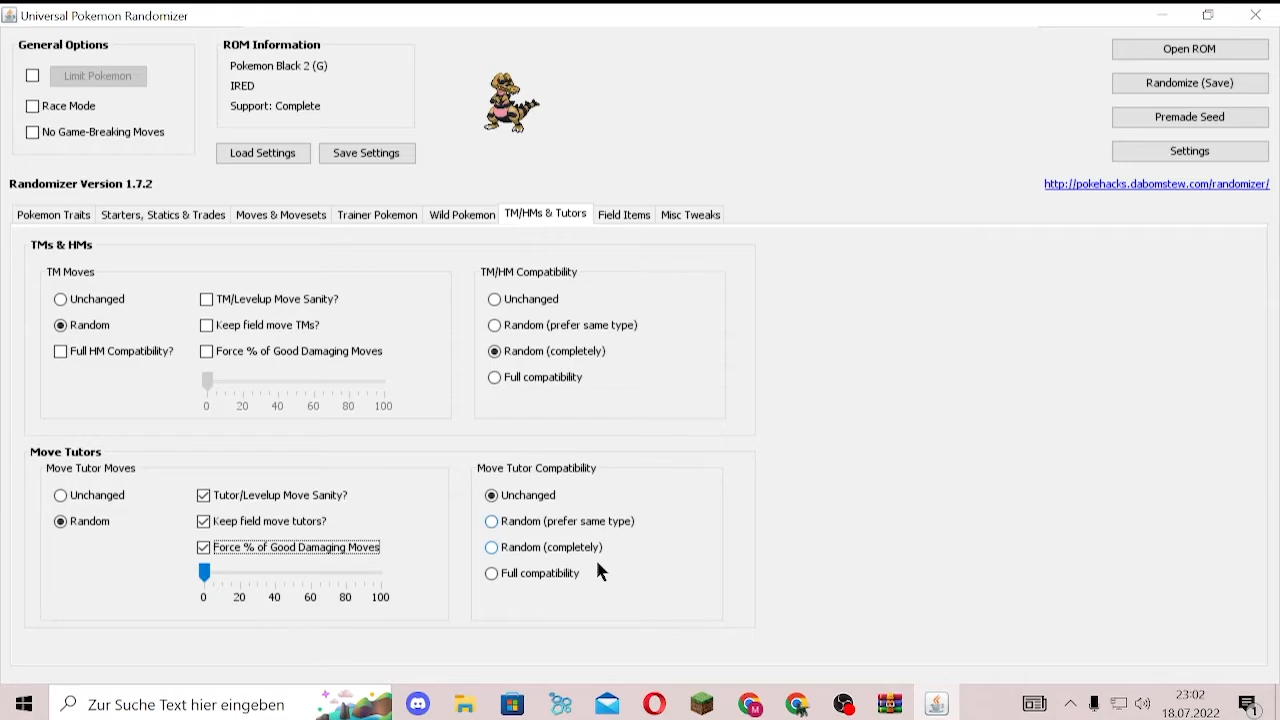 Universal Pokemon Randomizer
General Options
Limit Pokemon
Race Mode
No Game-Breaking Moves
ROM Information
Pokemon Black 2 (G)
IRED
Support: Complete
Load Settings
Save Settings
Open ROM
Randomize (Save)
Premade Seed
Settings
Randomizer Version 1.7.2
http://pokehacks.dabomstew.com/randomizer/
Pokemon Traits
Starters, Statics & Trades
Moves & Movesets
Trainer Pokemon
Wild Pokemon
TM/HMs & Tutors
Field Items
Misc Tweaks
TMs & HMs
TM Moves
Unchanged
TM/Levelup Move Sanity?
Random
Keep field move TMs?
Full HM Compatibility?
Force % of Good Damaging Moves
0 20 40 60 80 100
TM/HM Compatibility
Unchanged
Random (prefer same type)
Random (completely)
Full compatibility
Move Tutors
Move Tutor Moves
Unchanged
Tutor/Levelup Move Sanity?
Random
Keep field move tutors?
Force % of Good Damaging Moves
0 20 40 60 80 100
Move Tutor Compatibility
Unchanged
Random (prefer same type)
Random (completely)
Full compatibility
Zur Suche Text hier eingeben
M
23:02
18.07.2022
1